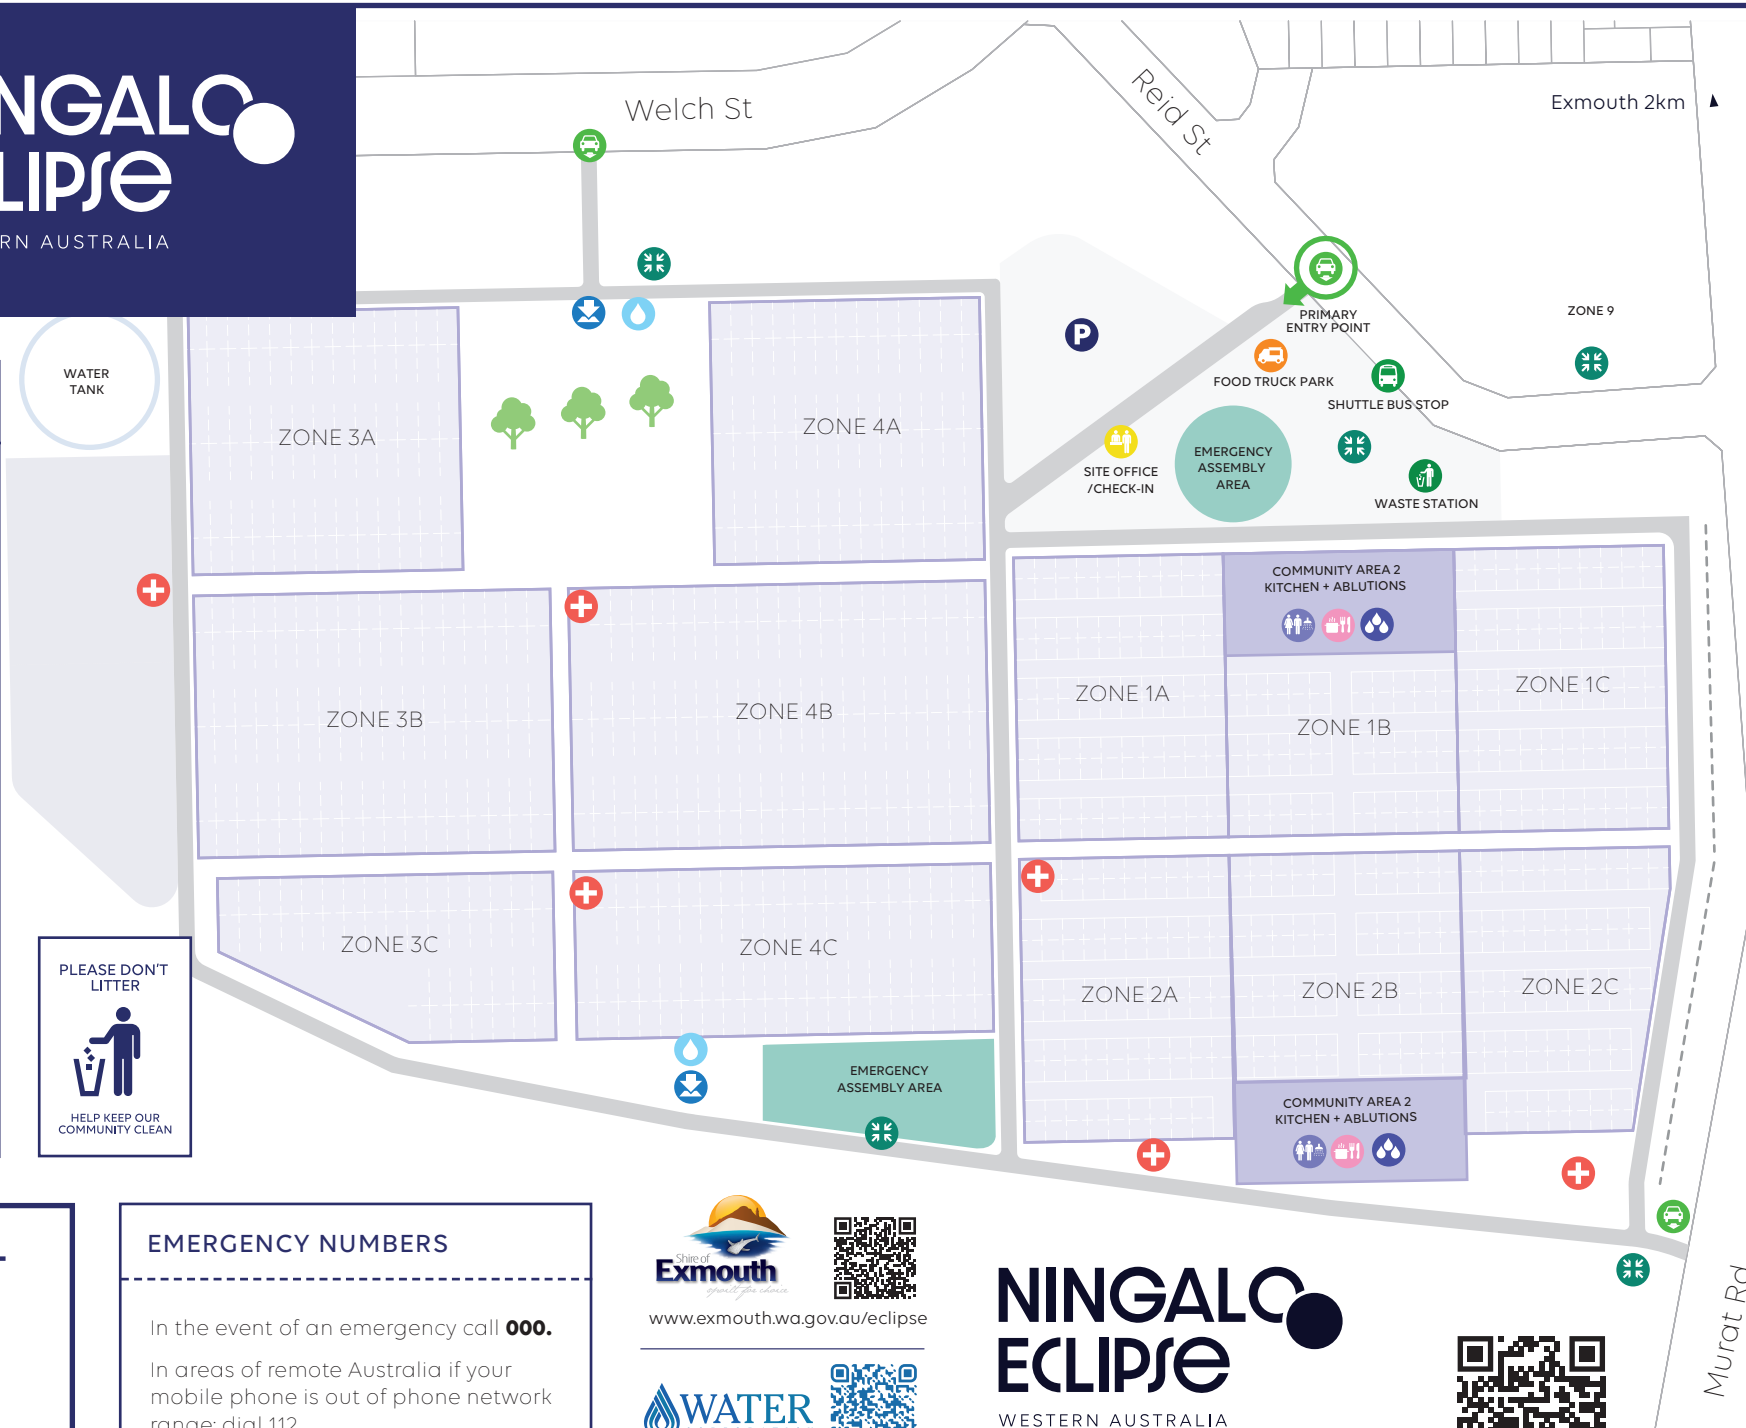 NINGALO
ECLIPSE
RN AUSTRALIA
Welch St
Reid St
Exmouth 2km
PRIMARY
ENTRY POINT
ZONE 9
P
FOOD TRUCK PARK
SHUTTLE BUS STOP
WATER
TANK
ZONE 3A
ZONE 4A
SITE OFFICE
/CHECK-IN
EMERGENCY
ASSEMBLY
AREA
WASTE STATION
COMMUNITY AREA 2
KITCHEN + ABLUTIONS
ZONE 3B
ZONE 4B
ZONE 1A
ZONE 1B
ZONE 1C
ZONE 3C
ZONE 4C
ZONE 2A
ZONE 2B
ZONE 2C
PLEASE DON'T
LITTER
HELP KEEP OUR
COMMUNITY CLEAN
EMERGENCY
ASSEMBLY AREA
COMMUNITY AREA 2
KITCHEN + ABLUTIONS
Murat Rd
EMERGENCY NUMBERS
In the event of an emergency call 000.
In areas of remote Australia if your
mobile phone is out of phone network
range: dial 112
Shire of
Exmouth
www.exmouth.wa.gov.au/eclipse
WATER
NINGALO
ECLIPSE
WESTERN AUSTRALIA